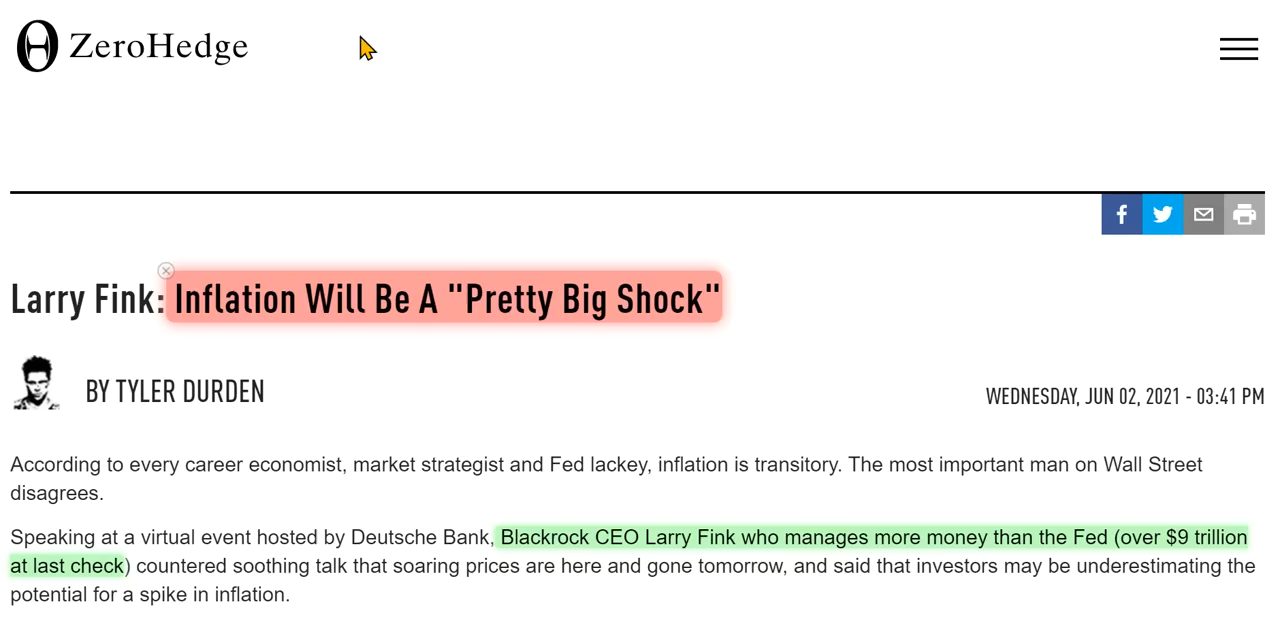 ZeroHedge
Larry Fink: Inflation Will Be A "Pretty Big Shock"
BY TYLER DURDEN
WEDNESDAY, JUN 02, 2021 - 03:41 PM
According to every career economist, market strategist and Fed lackey, inflation is transitory. The most important man on Wall Street
disagrees.
Speaking at a virtual event hosted by Deutsche Bank, Blackrock CEO Larry Fink who manages more money than the Fed (over $9 trillion
at last check) countered soothing talk that soaring prices are here and gone tomorrow, and said that investors may be underestimating the
potential for a spike in inflation.